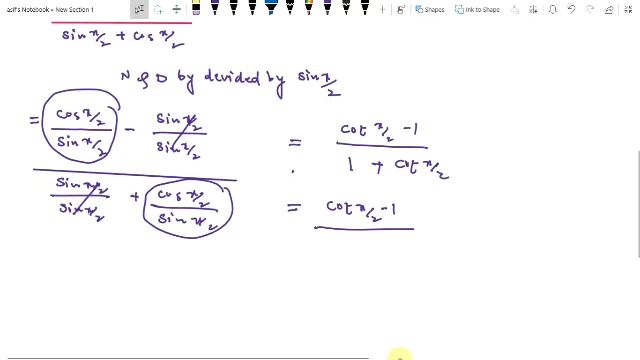 asif's Notebook » New Section 1
Ink to Shapes
Ink to
sin x/2 + cos x/2
N & D by devided by sin x/2
= cos x/2 / sin x/2 - sin x/2 / sin x/2
sin x/2 / sin x/2 + cos x/2 / sin x/2
= cot x/2 - 1
1 + cot x/2
= cot x/2 - 1